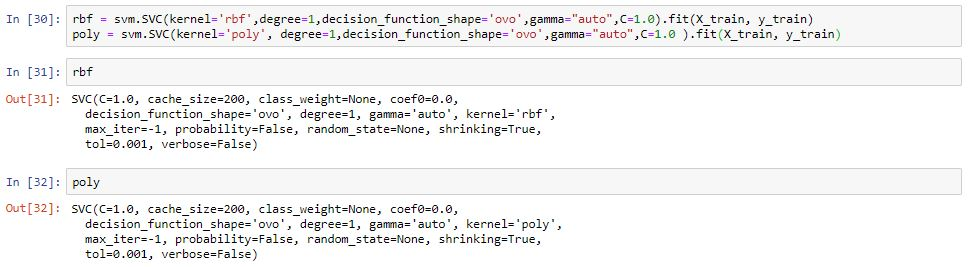 In [30]: rbf = svm.SVC(kernel='rbf',degree=1,decision_function_shape='ovo',gamma="auto",C=1.0).fit(X_train, y_train)
poly = svm.SVC(kernel='poly', degree=1,decision_function_shape='ovo',gamma="auto",C=1.0 ).fit(X_train, y_train)
In [31]: rbf
Out[31]: SVC(C=1.0, cache_size=200, class_weight=None, coef0=0.0,
decision_function_shape='ovo', degree=1, gamma='auto', kernel='rbf',
max_iter=-1, probability=False, random_state=None, shrinking=True,
tol=0.001, verbose=False)
In [32]: poly
Out[32]: SVC(C=1.0, cache_size=200, class_weight=None, coef0=0.0,
decision_function_shape='ovo', degree=1, gamma='auto', kernel='poly',
max_iter=-1, probability=False, random_state=None, shrinking=True,
tol=0.001, verbose=False)